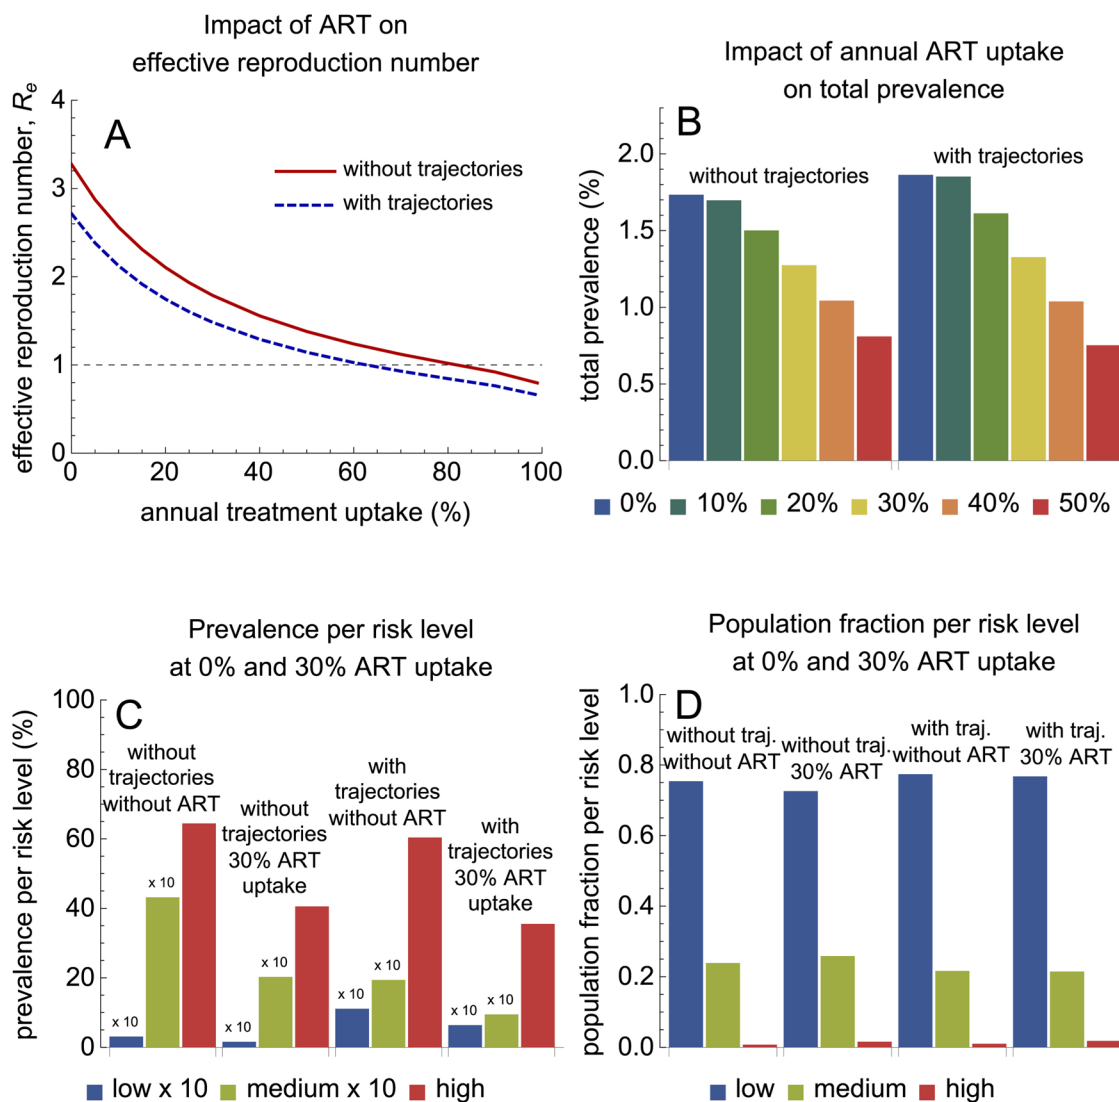 Impact of ART on
effective reproduction number
A
effective reproduction number, Re
4
3
2
1
0
without trajectories
with trajectories
0 20 40 60 80 100
annual treatment uptake (%)
Impact of annual ART uptake
on total prevalence
B
total prevalence (%)
2.0
1.5
1.0
0.5
0.0
without trajectories
with trajectories
0% 10% 20% 30% 40% 50%
Prevalence per risk level
at 0% and 30% ART uptake
C
prevalence per risk level (%)
100
80
60
40
20
0
without
trajectories
without ART
without
trajectories
30% ART
uptake
with
trajectories
without ART
with
trajectories
30% ART
uptake
x 10
x 10
x 10
x 10
x 10
x 10
x 10
x 10
low x 10 medium x 10 high
Population fraction per risk level
at 0% and 30% ART uptake
D
population fraction per risk level
1.0
0.8
0.6
0.4
0.2
0.0
without traj.
without ART
without traj.
30% ART
with traj.
without ART
with traj.
30% ART
low medium high